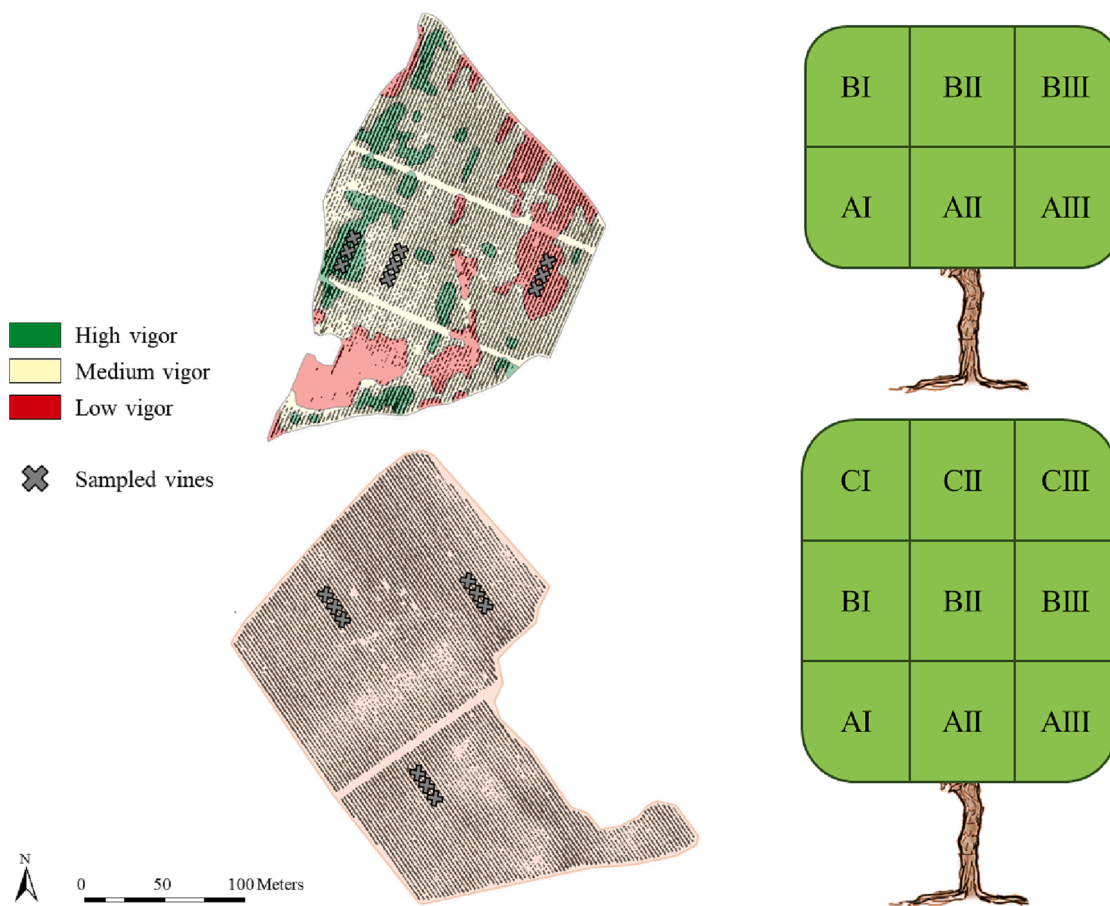 High vigor
Medium vigor
Low vigor
Sampled vines
N
0 50 100 Meters
BI BII BIII
AI AII AIII
CI CII CIII
BI BII BIII
AI AII AIII